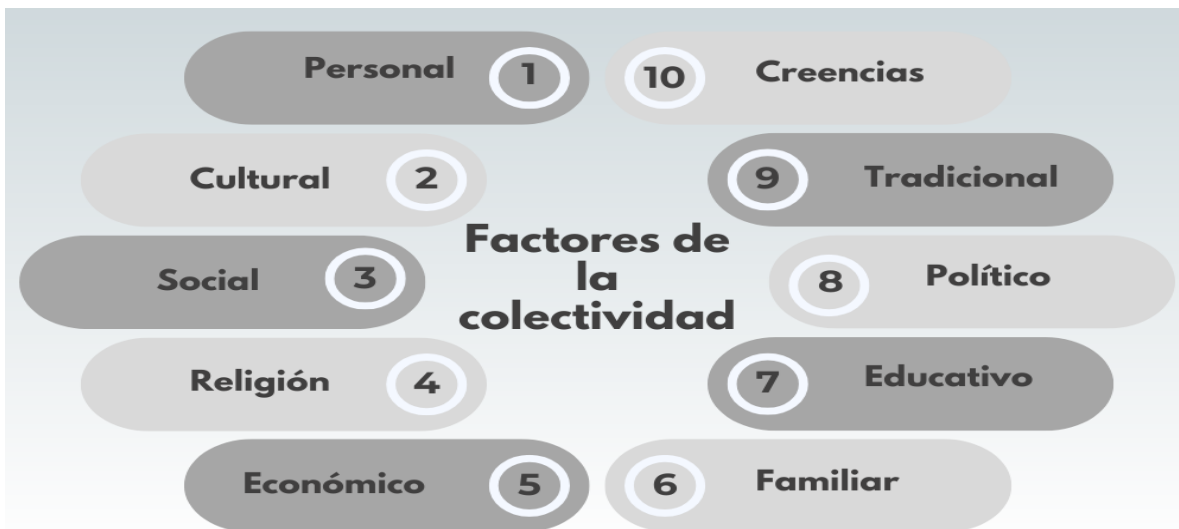 Personal 1
Cultural 2
Social 3
Religión 4
Económico 5
Factores de
la
colectividad
10 Creencias
9 Tradicional
8 Político
7 Educativo
6 Familiar